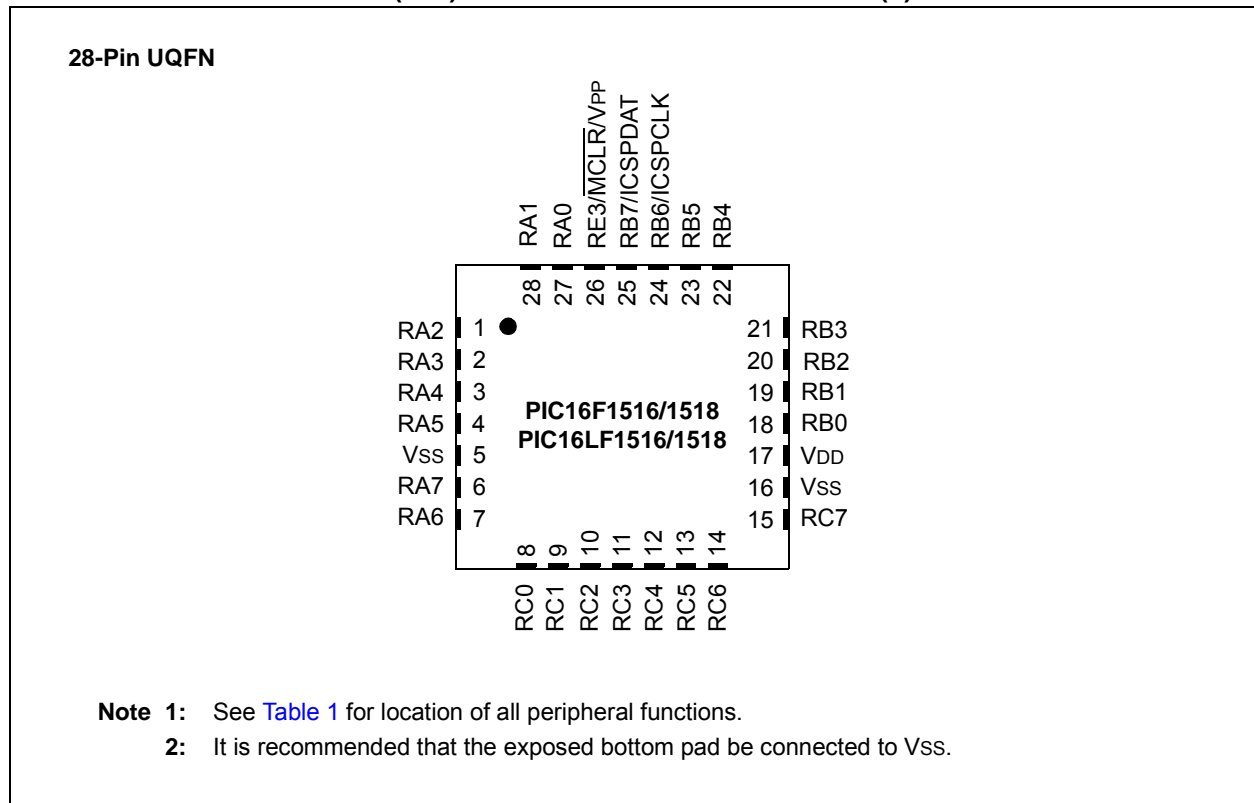 28-Pin UQFN
RA1
RA0
RE3/MCLR/VPP
RB7/ICSPDAT
RB6/ICSPCLK
RB5
RB4
28 27 26 25 24 23 22
RA2 1
RA3 2
RA4 3
RA5 4
VSS 5
RA7 6
RA6 7
PIC16F1516/1518
PIC16LF1516/1518
21 RB3
20 RB2
19 RB1
18 RB0
17 VDD
16 VSS
15 RC7
8 9 10 11 12 13 14
RC0
RC1
RC2
RC3
RC4
RC5
RC6
Note 1: See Table 1 for location of all peripheral functions.
2: It is recommended that the exposed bottom pad be connected to VSS.